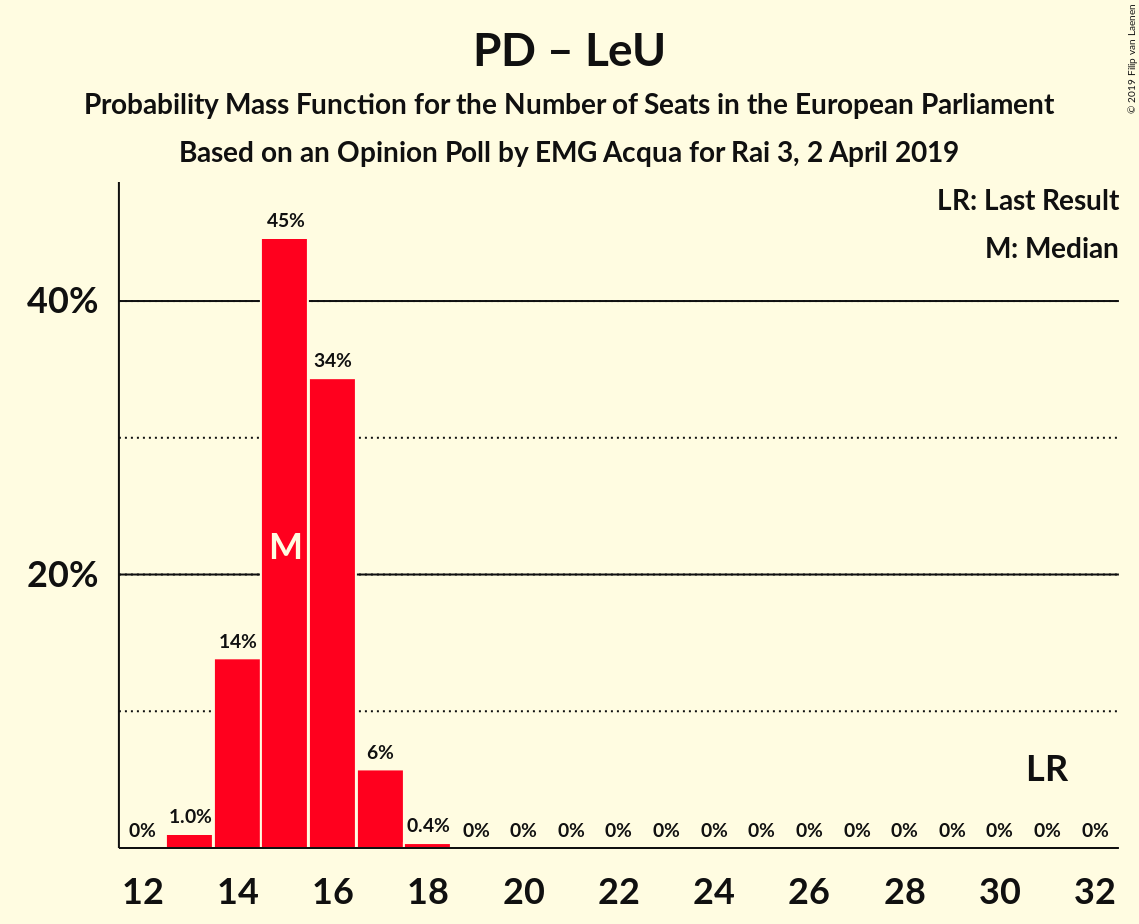 PD – LeU
Probability Mass Function for the Number of Seats in the European Parliament
Based on an Opinion Poll by EMG Acqua for Rai 3, 2 April 2019
© 2019 Filip van Laenen
LR: Last Result
M: Median
40%
20%
0%
1.0%
14%
45%
34%
6%
0.4%
0%
0%
0%
0%
0%
0%
0%
0%
0%
0%
0%
0%
0%
0%
M
LR
12 14 16 18 20 22 24 26 28 30 32